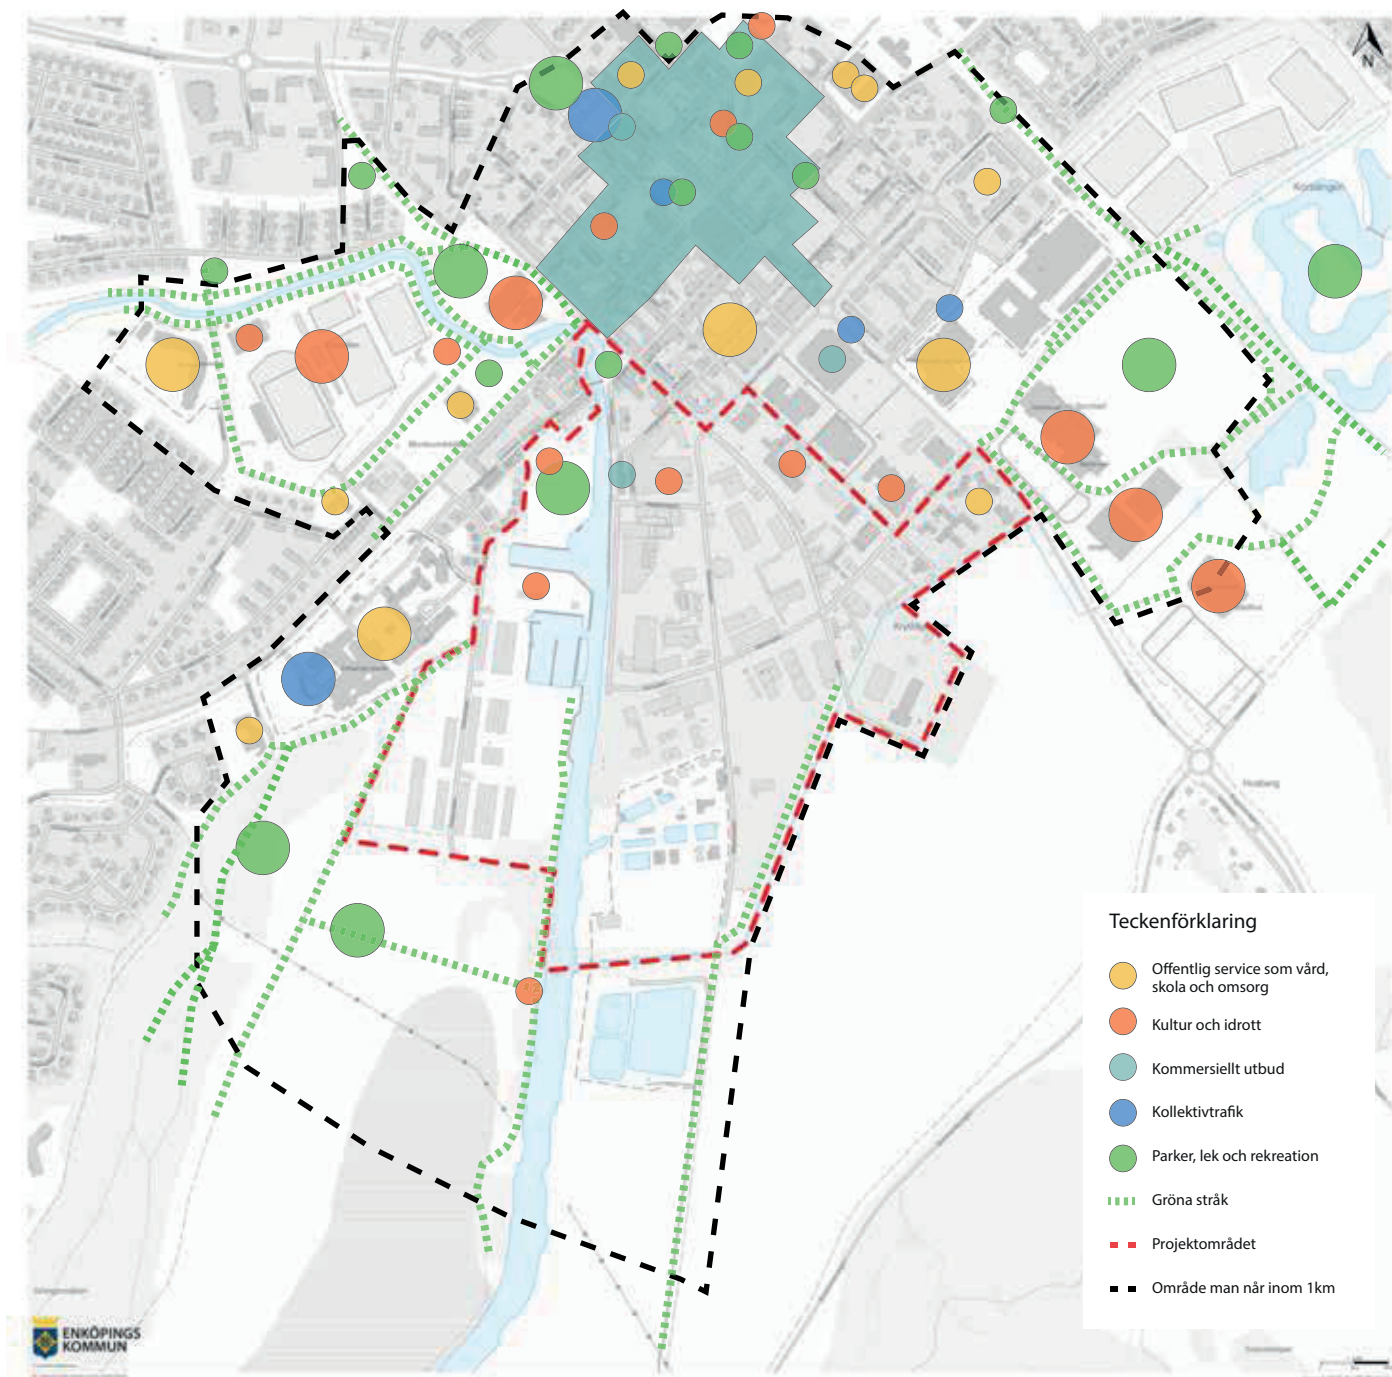 N
Teckenförklaring
Offentlig service som vård,
skola och omsorg
Kultur och idrott
Kommersiellt utbud
Kollektivtrafik
Parker, lek och rekreation
Gröna stråk
Projektområdet
Område man når inom 1km
ENKÖPINGS
KOMMUN